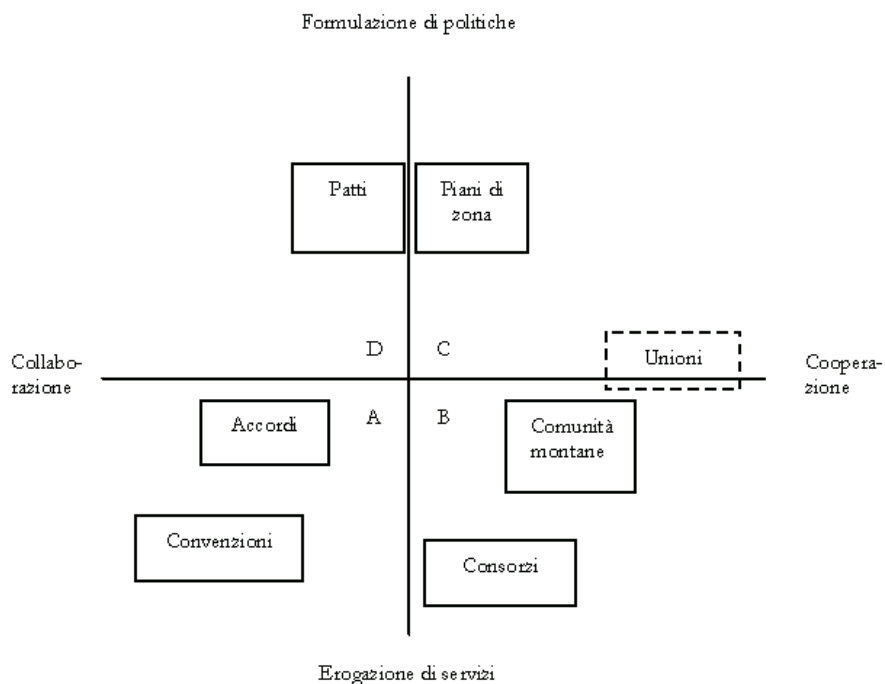 Formulazione di politiche
Patti
Piani di
zona
D
C
Unioni
Collabo-
razione
Coopera-
zione
Accordi
A
B
Comunità
montane
Convenzioni
Consorzi
Erogazione di servizi